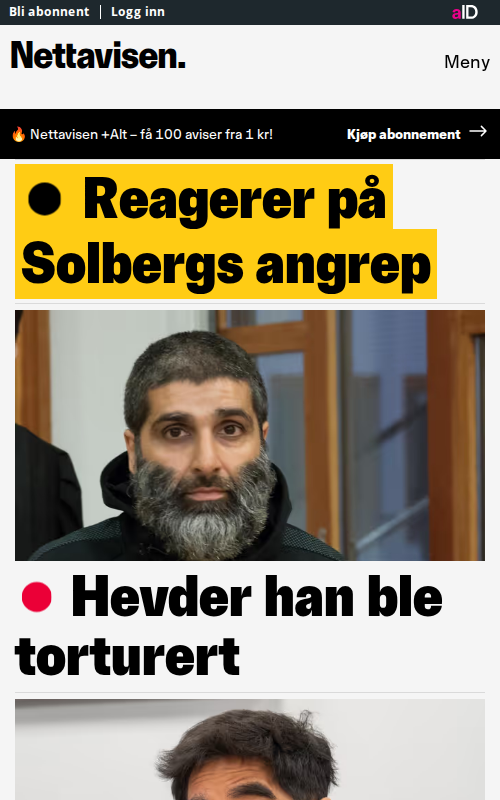 Bli abonnent | Logg inn
aID
Nettavisen.
Meny
🔥 Nettavisen +Alt – få 100 aviser fra 1 kr!
Kjøp abonnement →
Reagerer på
Solbergs angrep
Hevder han ble
torturert